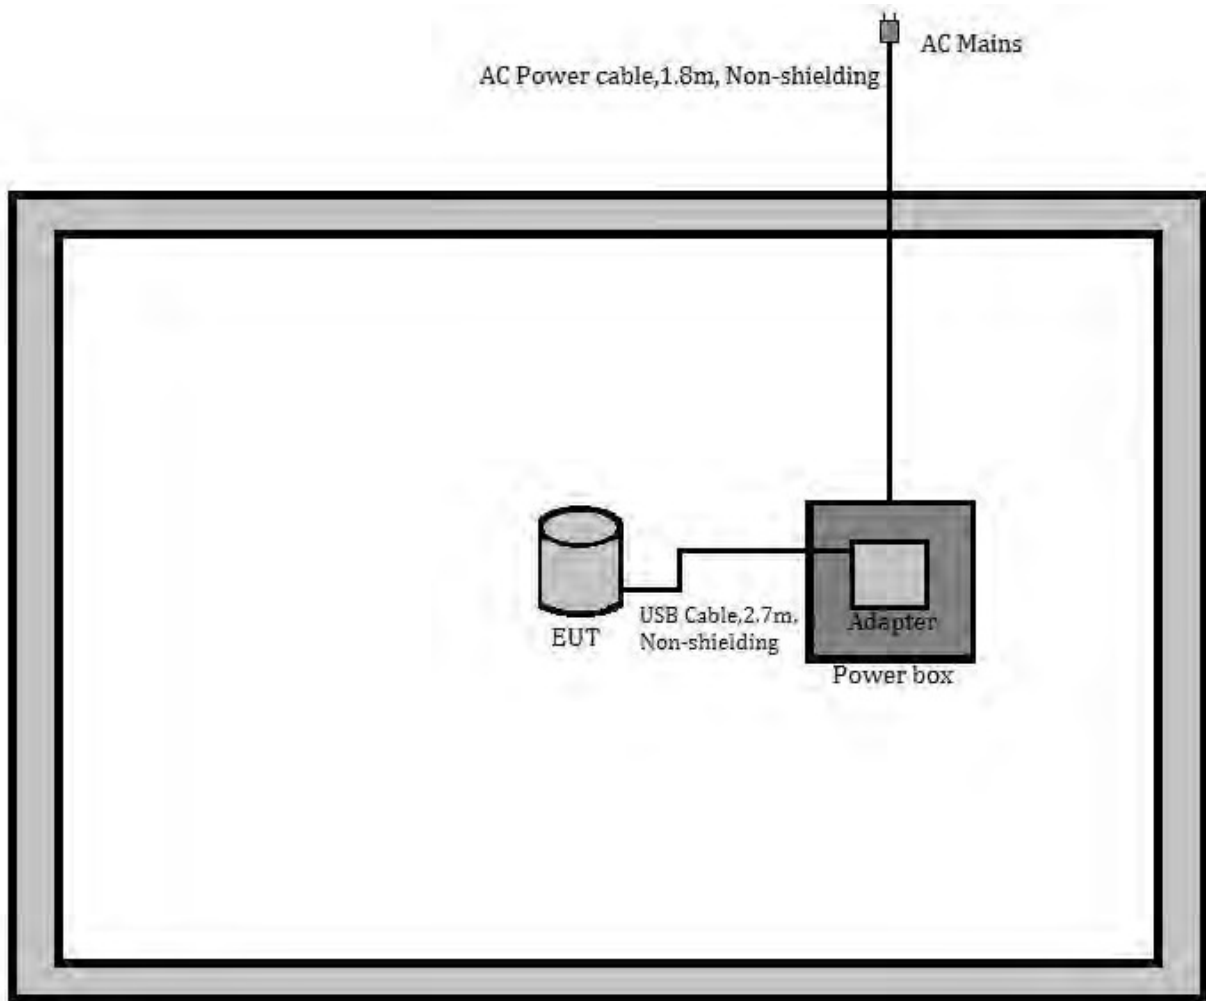 AC Mains
AC Power cable,1.8m, Non-shielding
EUT
USB Cable,2.7m,
Non-shielding
Adapter
Power box